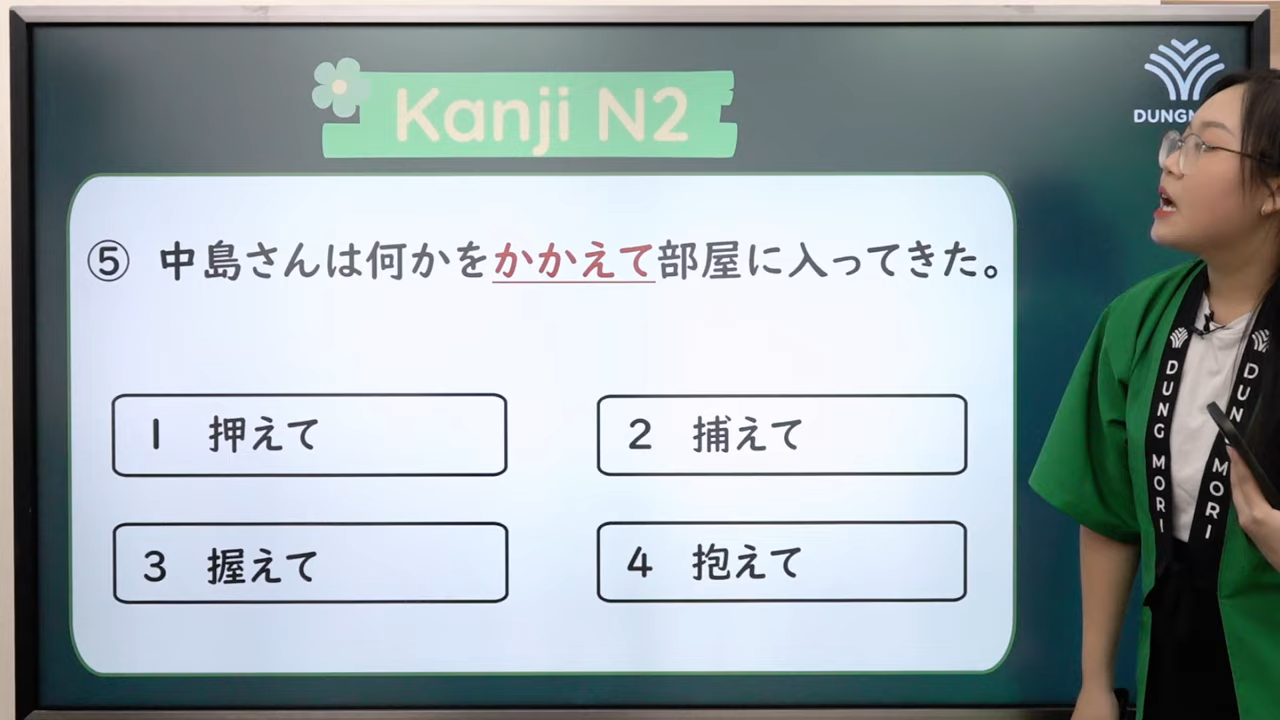 Kanji N2
DUNGM
⑤ 中島さんは何かをかかえて部屋に入ってきた。
1 押えて
2 捕えて
3 握えて
4 抱えて
DUNG MORI
DUNG MORI